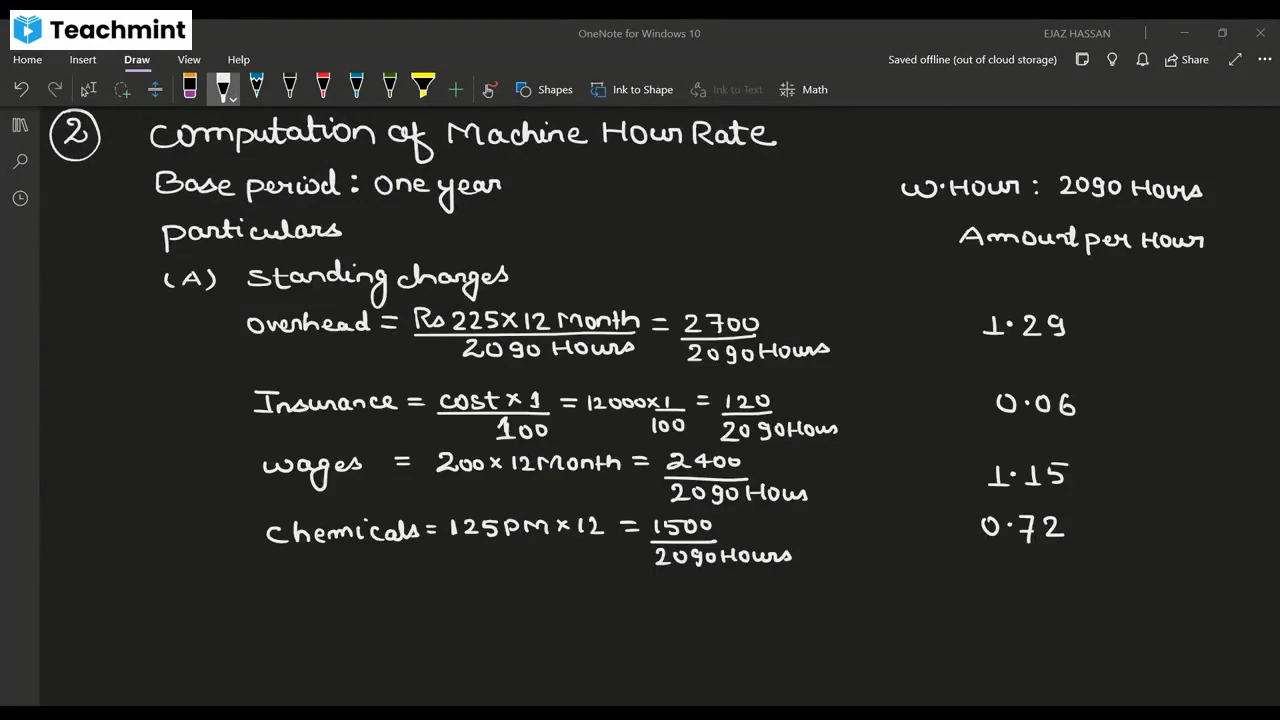 Teachmint
OneNote for Windows 10
EJAZ HASSAN
Home Insert Draw View Help
Saved offline (out of cloud storage)
Share
Shapes
Ink to Shape
Ink to Text
Math
2 Computation of Machine Hour Rate
Base period : One year
W.Hour : 2090 Hours
particulars
Amount per Hour
(A) Standing charges
overhead = Rs 225 × 12 Month / 2090 Hours = 2700 / 2090 Hours 1.29
Insurance = cost × 1 / 100 = 12000 × 1 / 100 = 120 / 2090 Hours 0.06
wages = 200 × 12 Month = 2400 / 2090 Hous 1.15
Chemicals = 125 PM × 12 = 1500 / 2090 Hours 0.72